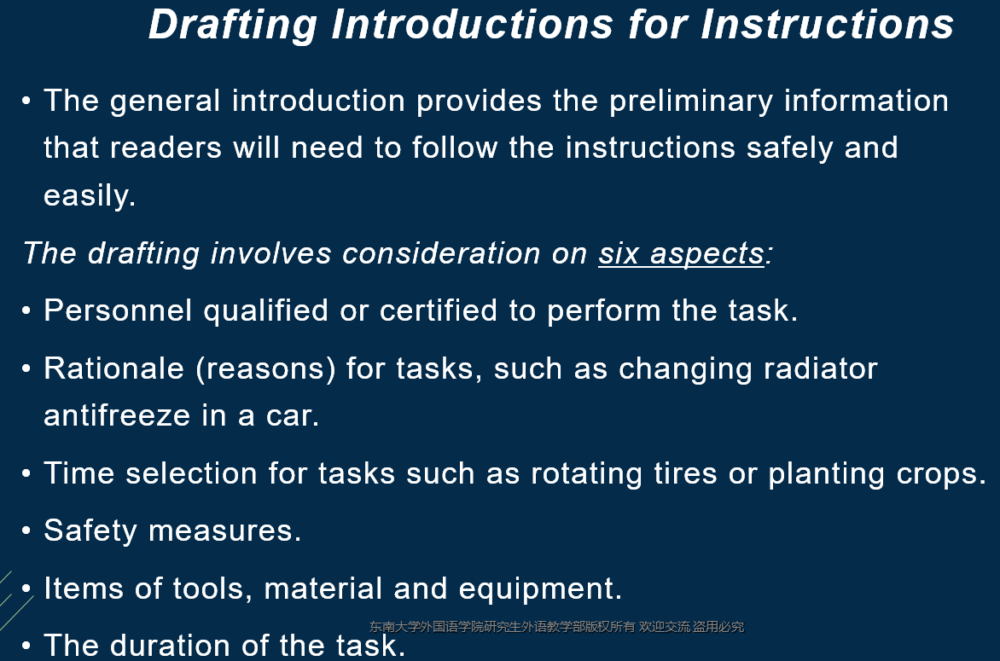 Drafting Introductions for Instructions
• The general introduction provides the preliminary information
that readers will need to follow the instructions safely and
easily.
The drafting involves consideration on six aspects:
• Personnel qualified or certified to perform the task.
• Rationale (reasons) for tasks, such as changing radiator
antifreeze in a car.
• Time selection for tasks such as rotating tires or planting crops.
• Safety measures.
• Items of tools, material and equipment.
东南大学外国语学院研究生外语教学部版权所有 欢迎交流 盗用必究
• The duration of the task.